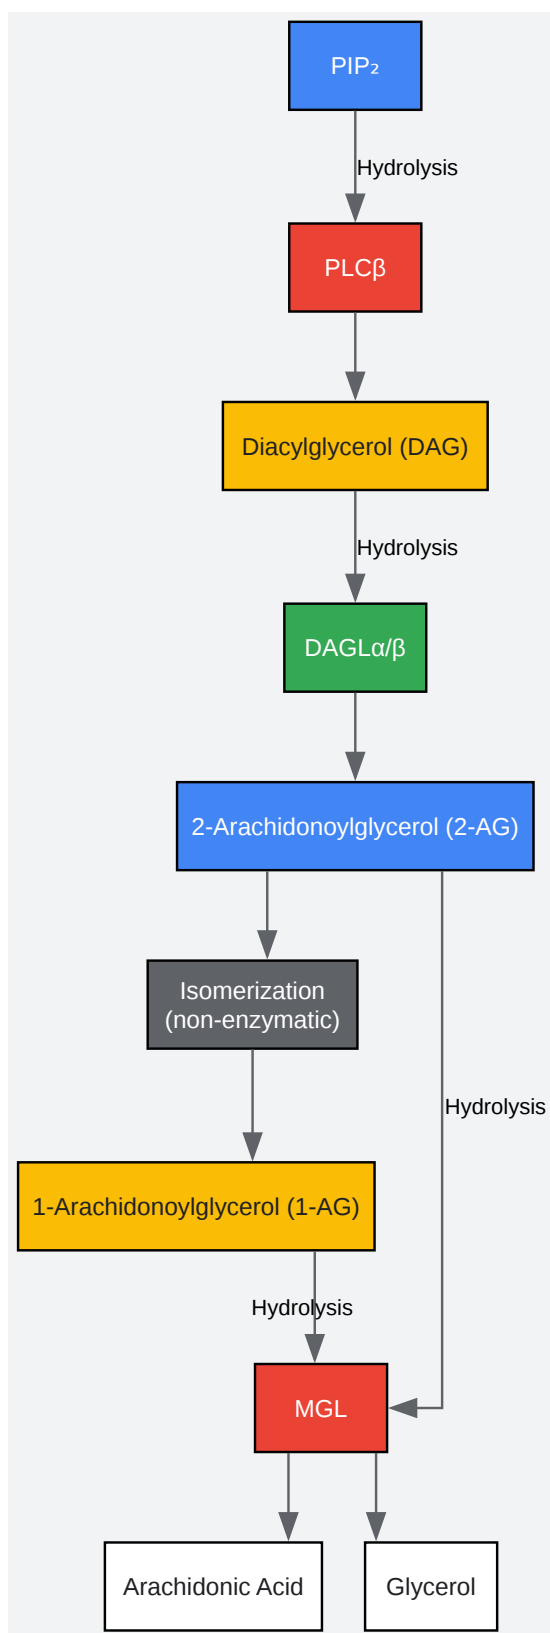 PIP₂
Hydrolysis
PLCβ
Diacylglycerol (DAG)
Hydrolysis
DAGLα/β
2-Arachidonoylglycerol (2-AG)
Isomerization
(non-enzymatic)
Hydrolysis
1-Arachidonoylglycerol (1-AG)
Hydrolysis
MGL
Arachidonic Acid
Glycerol